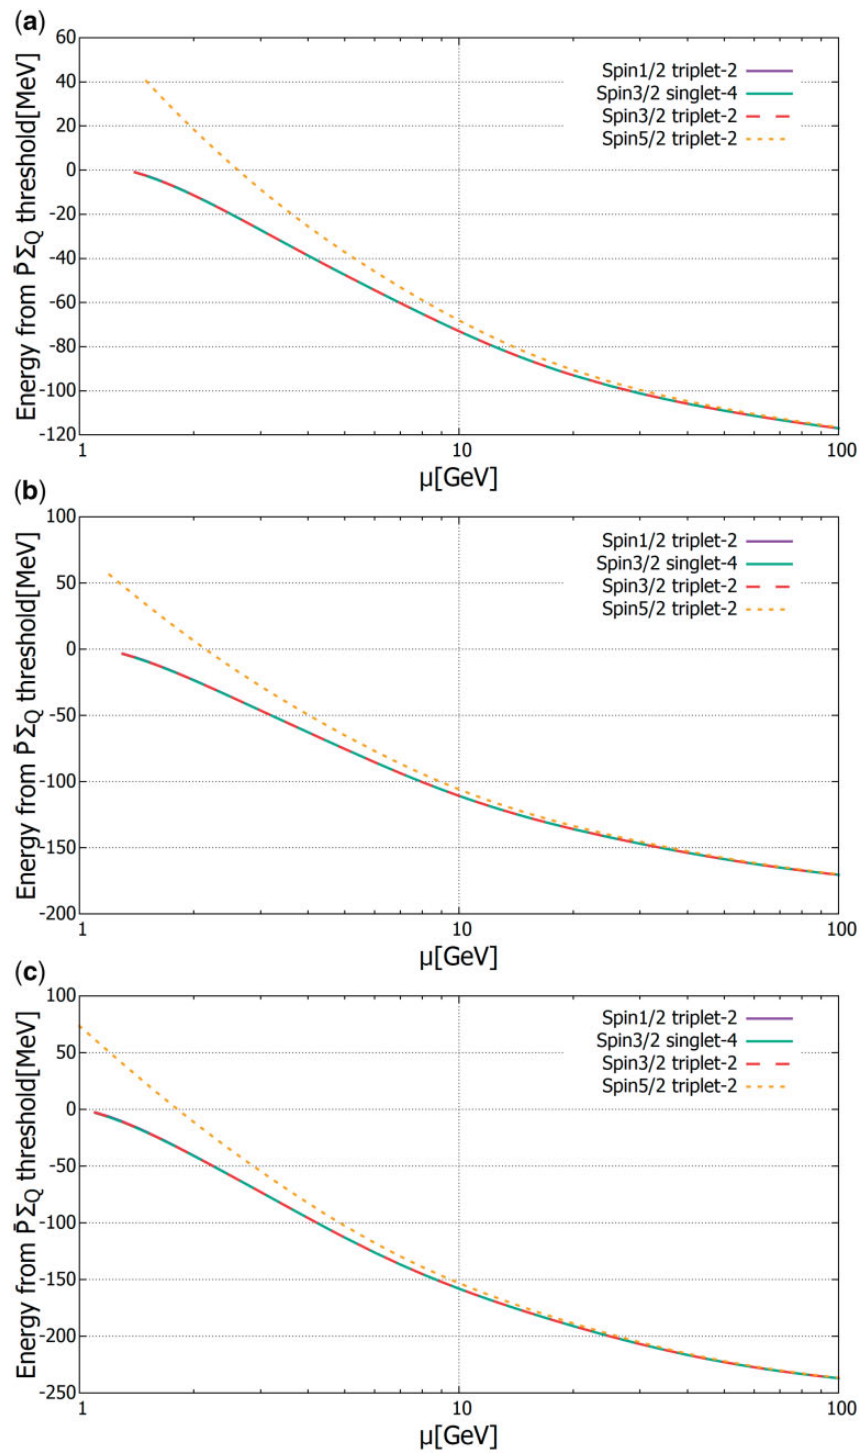 (a)
Energy from P̄Σ_Q threshold[MeV]
60
40
20
0
-20
-40
-60
-80
-100
-120
Spin1/2 triplet-2
Spin3/2 singlet-4
Spin3/2 triplet-2
Spin5/2 triplet-2
1 10 100
μ[GeV]
(b)
Energy from P̄Σ_Q threshold[MeV]
100
50
0
-50
-100
-150
-200
Spin1/2 triplet-2
Spin3/2 singlet-4
Spin3/2 triplet-2
Spin5/2 triplet-2
1 10 100
μ[GeV]
(c)
Energy from P̄Σ_Q threshold[MeV]
100
50
0
-50
-100
-150
-200
-250
Spin1/2 triplet-2
Spin3/2 singlet-4
Spin3/2 triplet-2
Spin5/2 triplet-2
1 10 100
μ[GeV]